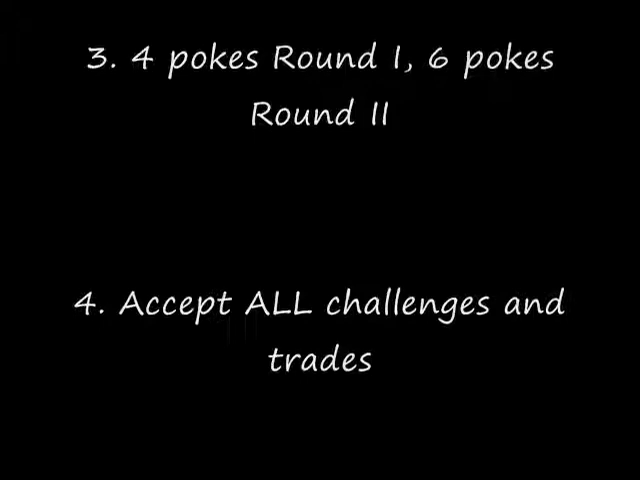 3. 4 pokes Round I, 6 pokes
Round II
4. Accept ALL challenges and
trades